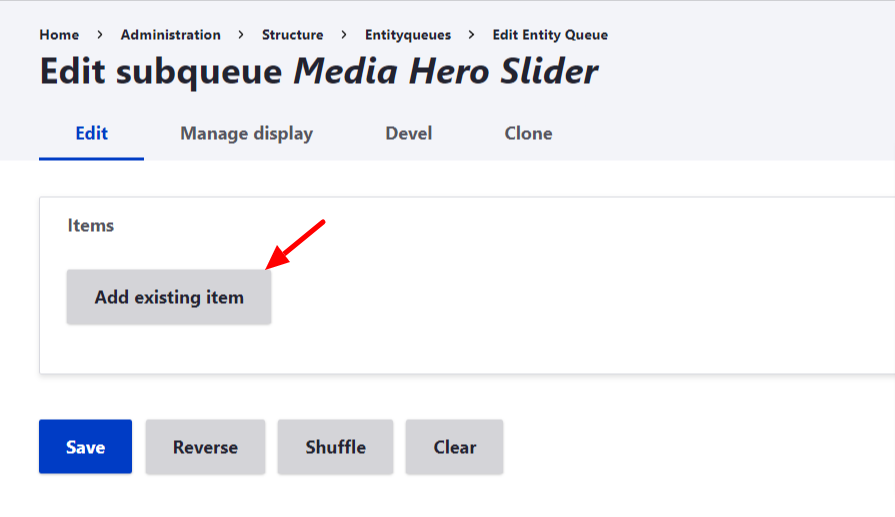 Home > Administration > Structure > Entityqueues > Edit Entity Queue
Edit subqueue Media Hero Slider
Edit Manage display Devel Clone
Items
Add existing item
Save Reverse Shuffle Clear